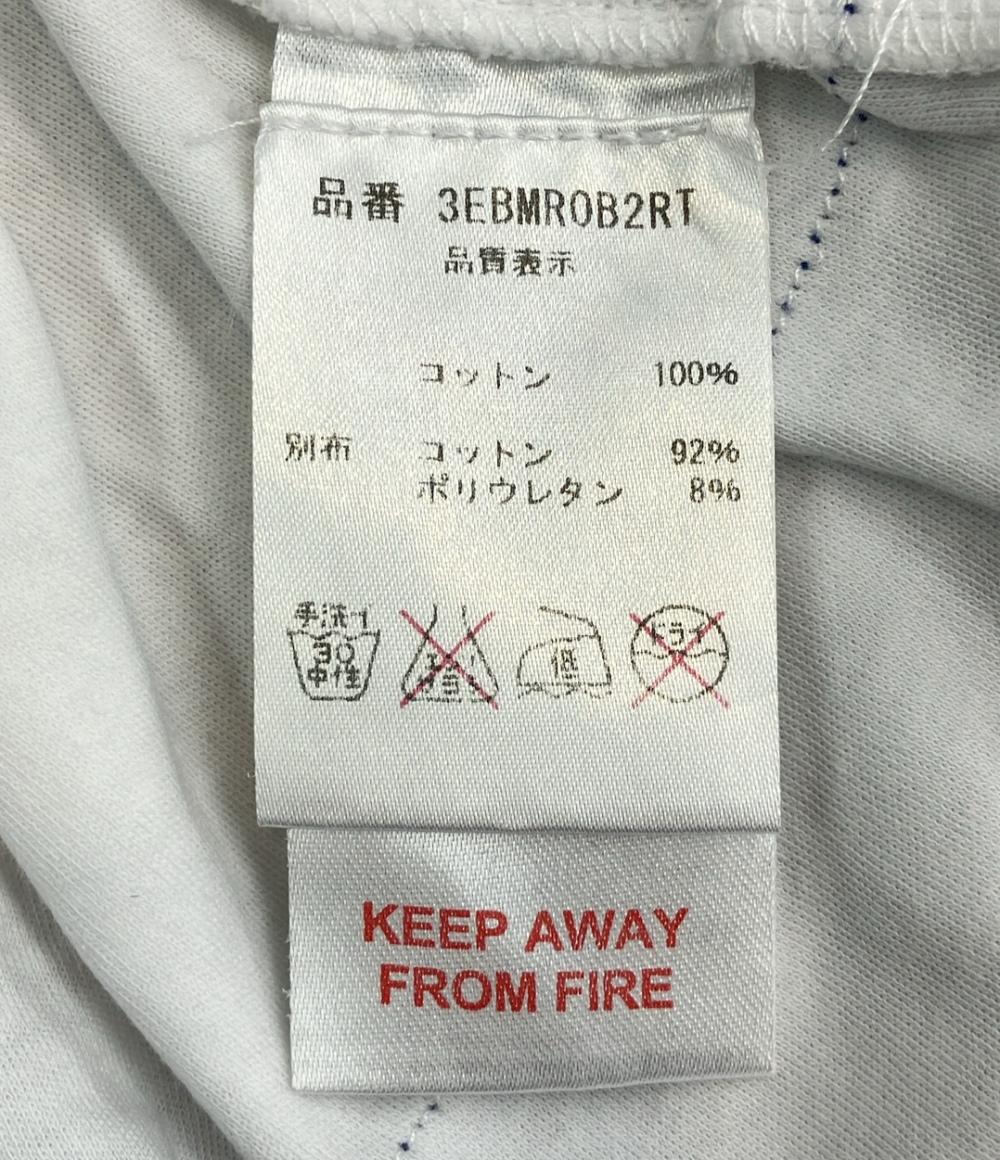 品番 3EBMR0B2RT
品質表示
コットン 100%
別布 コットン 92%
ポリウレタン 8%
手洗イ
30
中性
低
ドライ
KEEP AWAY
FROM FIRE